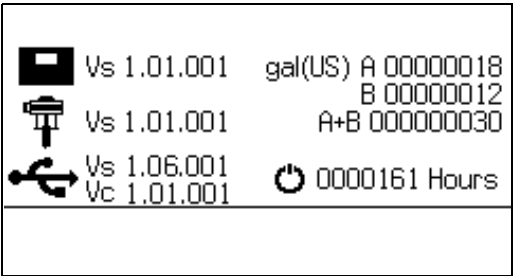 Vs 1.01.001 gal(US) A 00000018
B 00000012
Vs 1.01.001 A+B 000000030
Vs 1.06.001
Vc 1.01.001 0000161 Hours